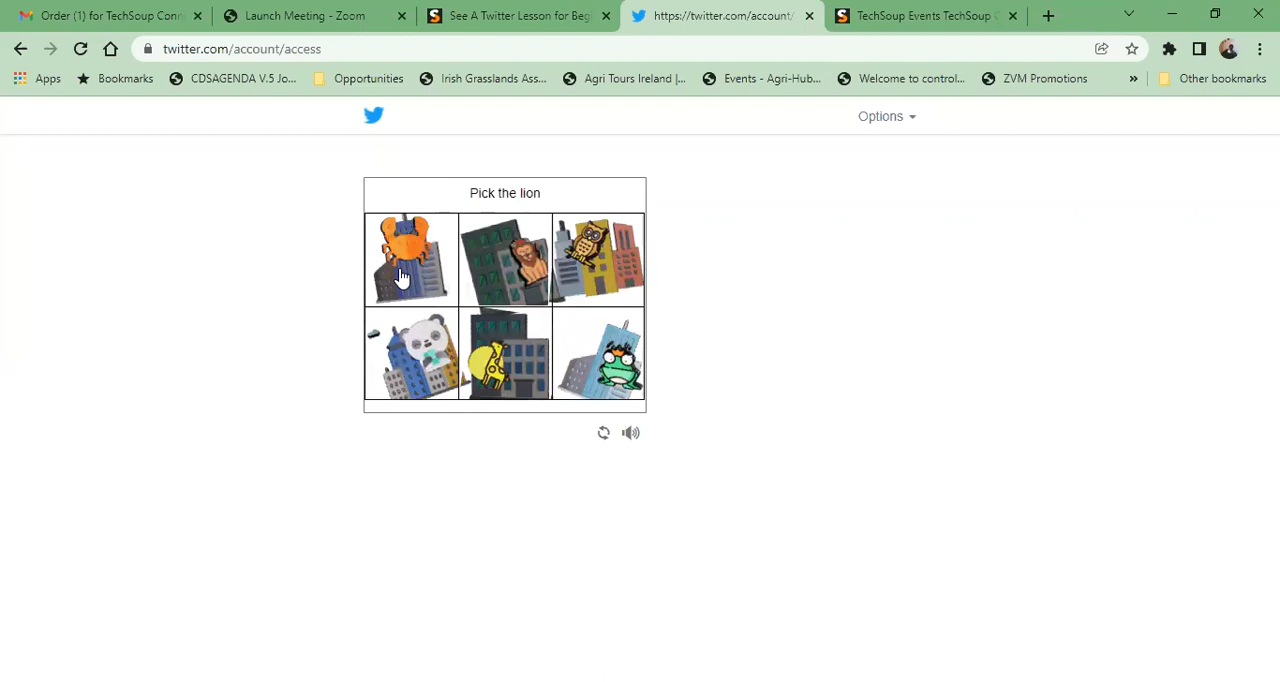 Order (1) for TechSoup Conn
Launch Meeting - Zoom
See A Twitter Lesson for Begi
https://twitter.com/account/
TechSoup Events TechSoup C
twitter.com/account/access
Apps
Bookmarks
CDSAGENDA V.5 Jo...
Opportunities
Irish Grasslands Ass...
Agri Tours Ireland |...
Events - Agri-Hub...
Welcome to control...
ZVM Promotions
»
Other bookmarks
Options
Pick the lion